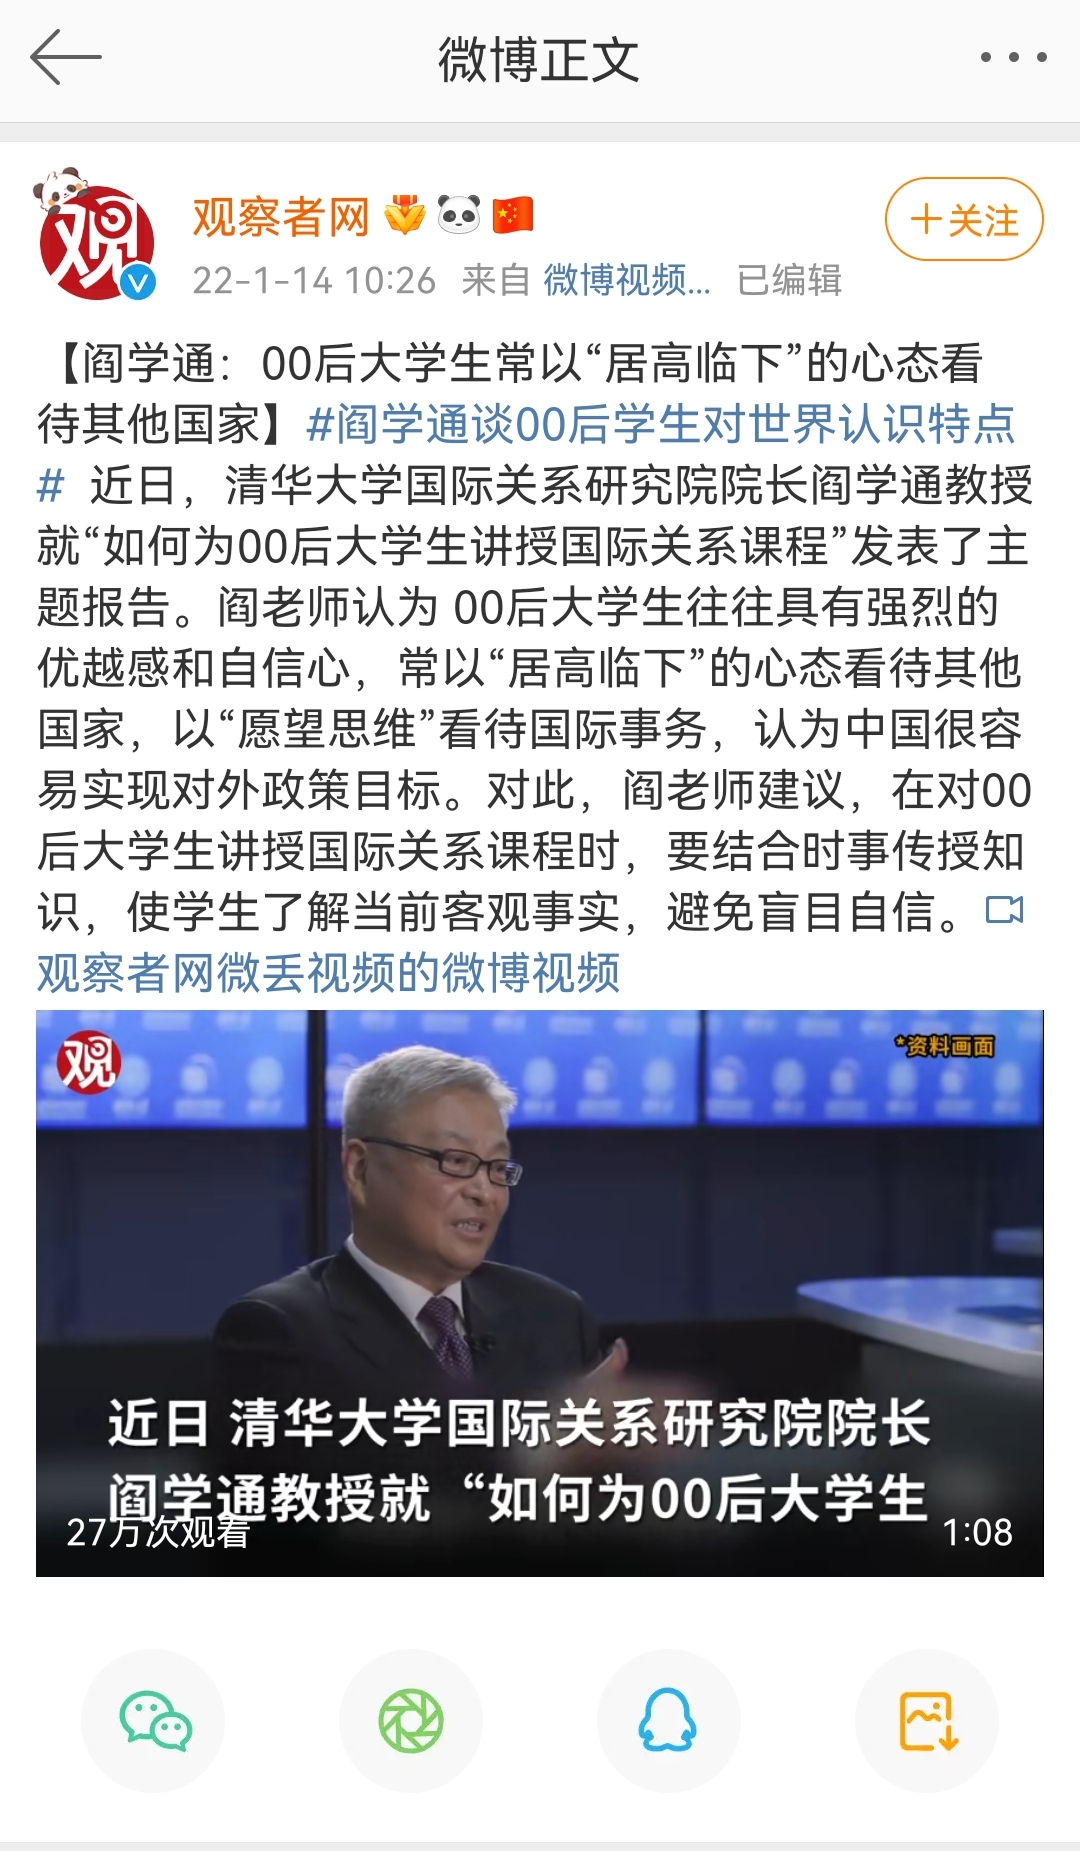 微博正文
观察者网
22-1-14 10:26 来自 微博视频... 已编辑
+关注
【阎学通：00后大学生常以“居高临下”的心态看
待其他国家】#阎学通谈00后学生对世界认识特点
# 近日，清华大学国际关系研究院院长阎学通教授
就“如何为00后大学生讲授国际关系课程”发表了主
题报告。阎老师认为 00后大学生往往具有强烈的
优越感和自信心，常以“居高临下”的心态看待其他
国家，以“愿望思维”看待国际事务，认为中国很容
易实现对外政策目标。对此，阎老师建议，在对00
后大学生讲授国际关系课程时，要结合时事传授知
识，使学生了解当前客观事实，避免盲目自信。
观察者网微丢视频的微博视频
观
*资料画面
近日 清华大学国际关系研究院院长
阎学通教授就“如何为00后大学生
27万次观看
1:08